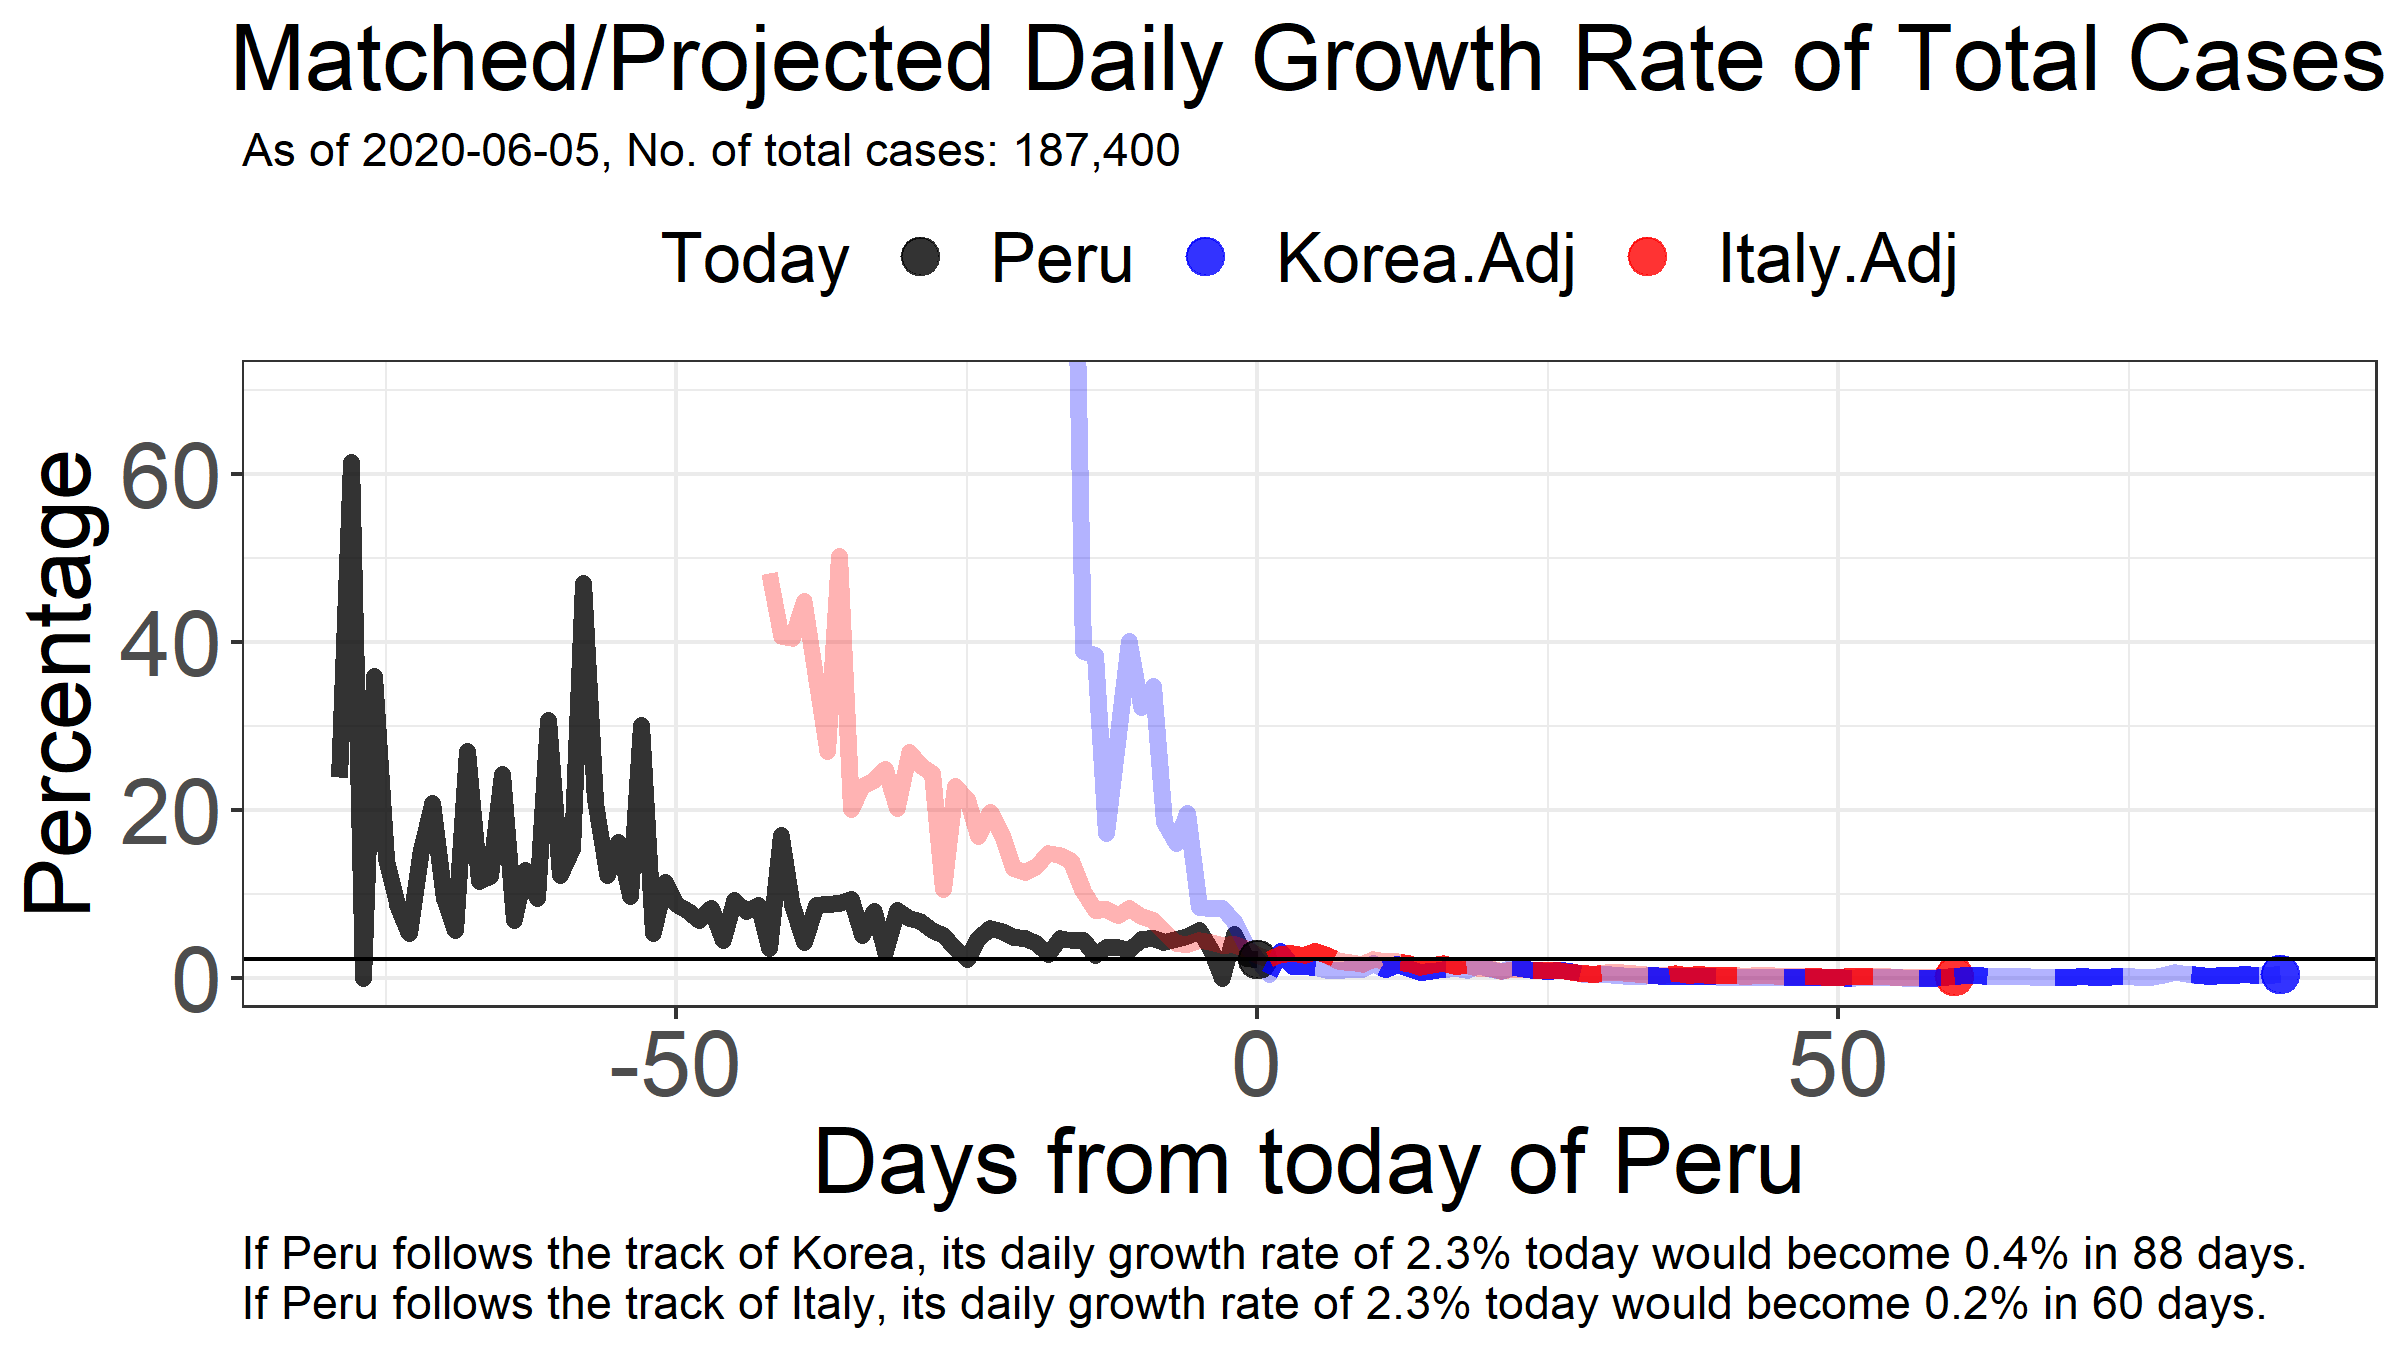 Matched/Projected Daily Growth Rate of Total Cases
As of 2020-06-05, No. of total cases: 187,400
Today Peru Korea.Adj Italy.Adj
Percentage
60
40
20
0
-50 0 50
Days from today of Peru
If Peru follows the track of Korea, its daily growth rate of 2.3% today would become 0.4% in 88 days.
If Peru follows the track of Italy, its daily growth rate of 2.3% today would become 0.2% in 60 days.